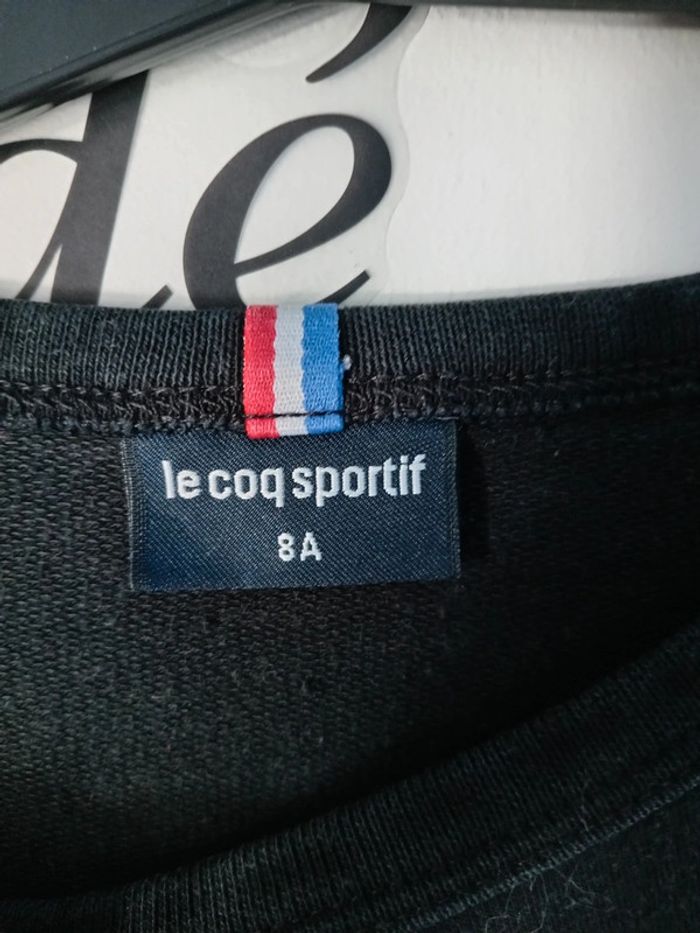 dé
le coq sportif
8A